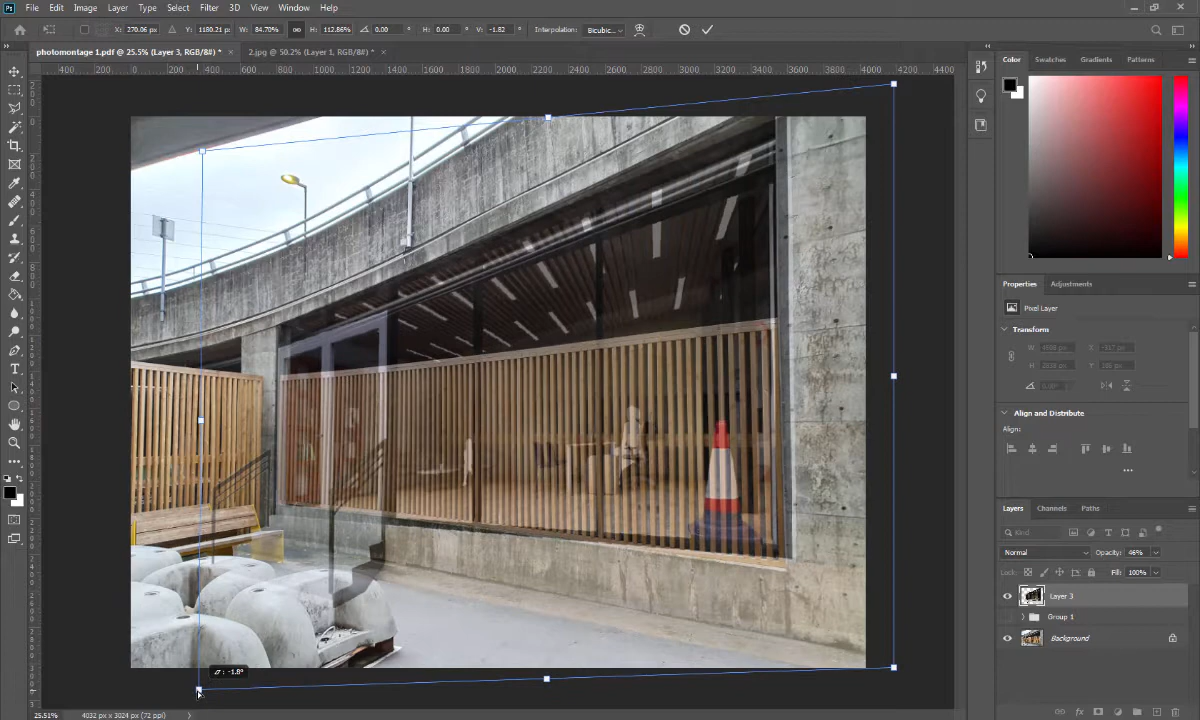 Ps File Edit Image Layer Type Select Filter 3D View Window Help
X: 270.06 px Y: 1180.21 px W: 84.70% H: 112.86% 0.00 ° H: 0.00 ° V: -1.82 ° Interpolation: Bicubic...
photomontage 1.pdf @ 25.5% (Layer 3, RGB/8#) * × 2.jpg @ 50.2% (Layer 1, RGB/8#) * ×
400 200 0 200 400 600 800 1000 1200 1400 1600 1800 2000 2200 2400 2600 2800 3000 3200 3400 3600 3800 4000 4200 4400
Color Swatches Gradients Patterns
Properties Adjustments
Pixel Layer
Transform
Align and Distribute
Align:
Layers Channels Paths
Kind
Normal Opacity: 46%
Lock: Fill: 100%
Layer 3
Group 1
Background
-1.8°
25.51% 4032 px x 3024 px (72 ppi)